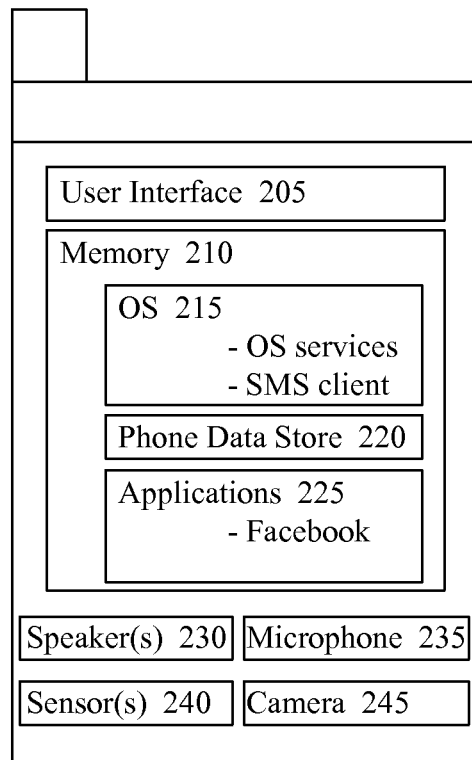 User Interface 205
Memory 210
OS 215
- OS services
- SMS client
Phone Data Store 220
Applications 225
- Facebook
Speaker(s) 230
Microphone 235
Sensor(s) 240
Camera 245